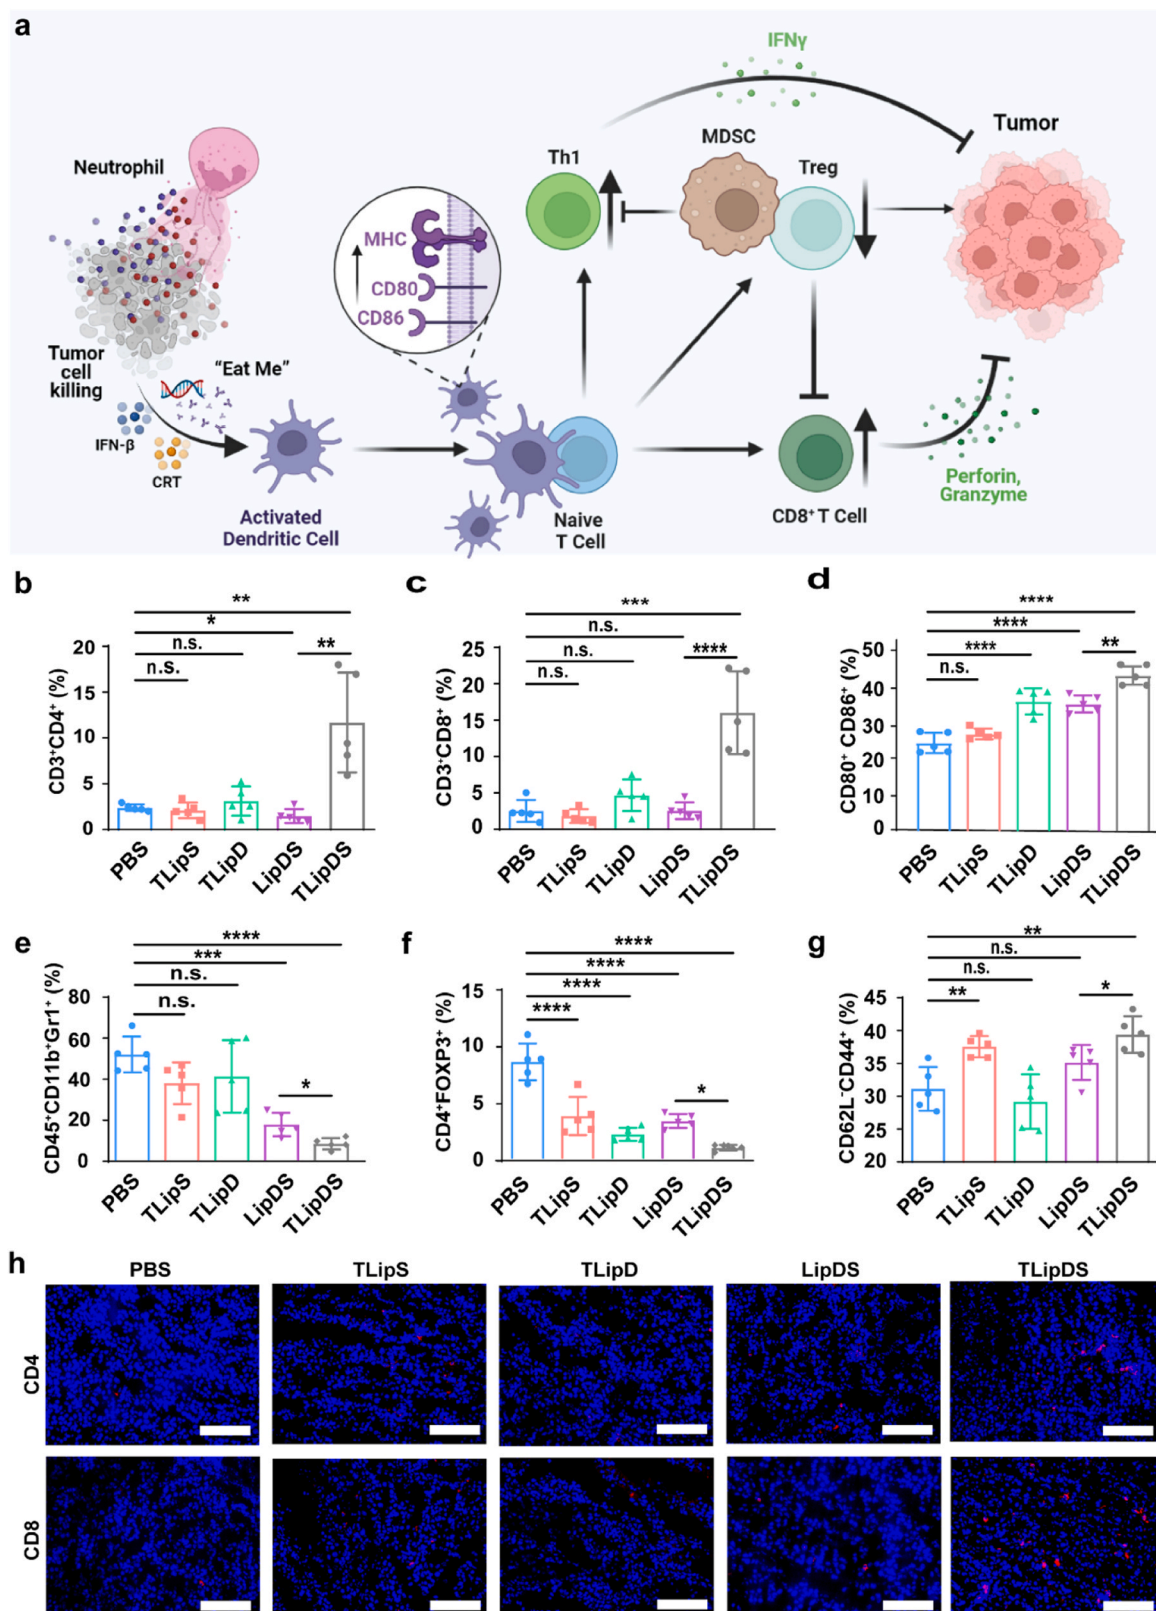 a
IFNγ
Tumor
MDSC
Neutrophil
Th1
Treg
MHC
CD80
CD86
Tumor
cell
killing
"Eat Me"
IFN-β
CRT
Activated
Dendritic Cell
Naive
T Cell
CD8⁺ T Cell
Perforin,
Granzyme
b
**
*
n.s.
n.s.
**
CD3⁺CD4⁺ (%)
20
15
10
5
0
PBS
TLipS
TLipD
LipDS
TLipDS
c
***
n.s.
n.s.
n.s.
****
CD3⁺CD8⁺ (%)
25
20
15
10
5
0
PBS
TLipS
TLipD
LipDS
TLipDS
d
****
****
****
n.s.
**
CD80⁺ CD86⁺ (%)
50
40
30
20
10
0
PBS
TLipS
TLipD
LipDS
TLipDS
e
****
***
n.s.
n.s.
*
CD45⁺CD11b⁺Gr1⁺ (%)
80
60
40
20
0
PBS
TLipS
TLipD
LipDS
TLipDS
f
****
****
****
****
*
CD4⁺FOXP3⁺ (%)
15
10
5
0
PBS
TLipS
TLipD
LipDS
TLipDS
g
**
n.s.
n.s.
**
*
CD62L⁻CD44⁺ (%)
45
40
35
30
25
20
PBS
TLipS
TLipD
LipDS
TLipDS
h
PBS
TLipS
TLipD
LipDS
TLipDS
CD4
CD8